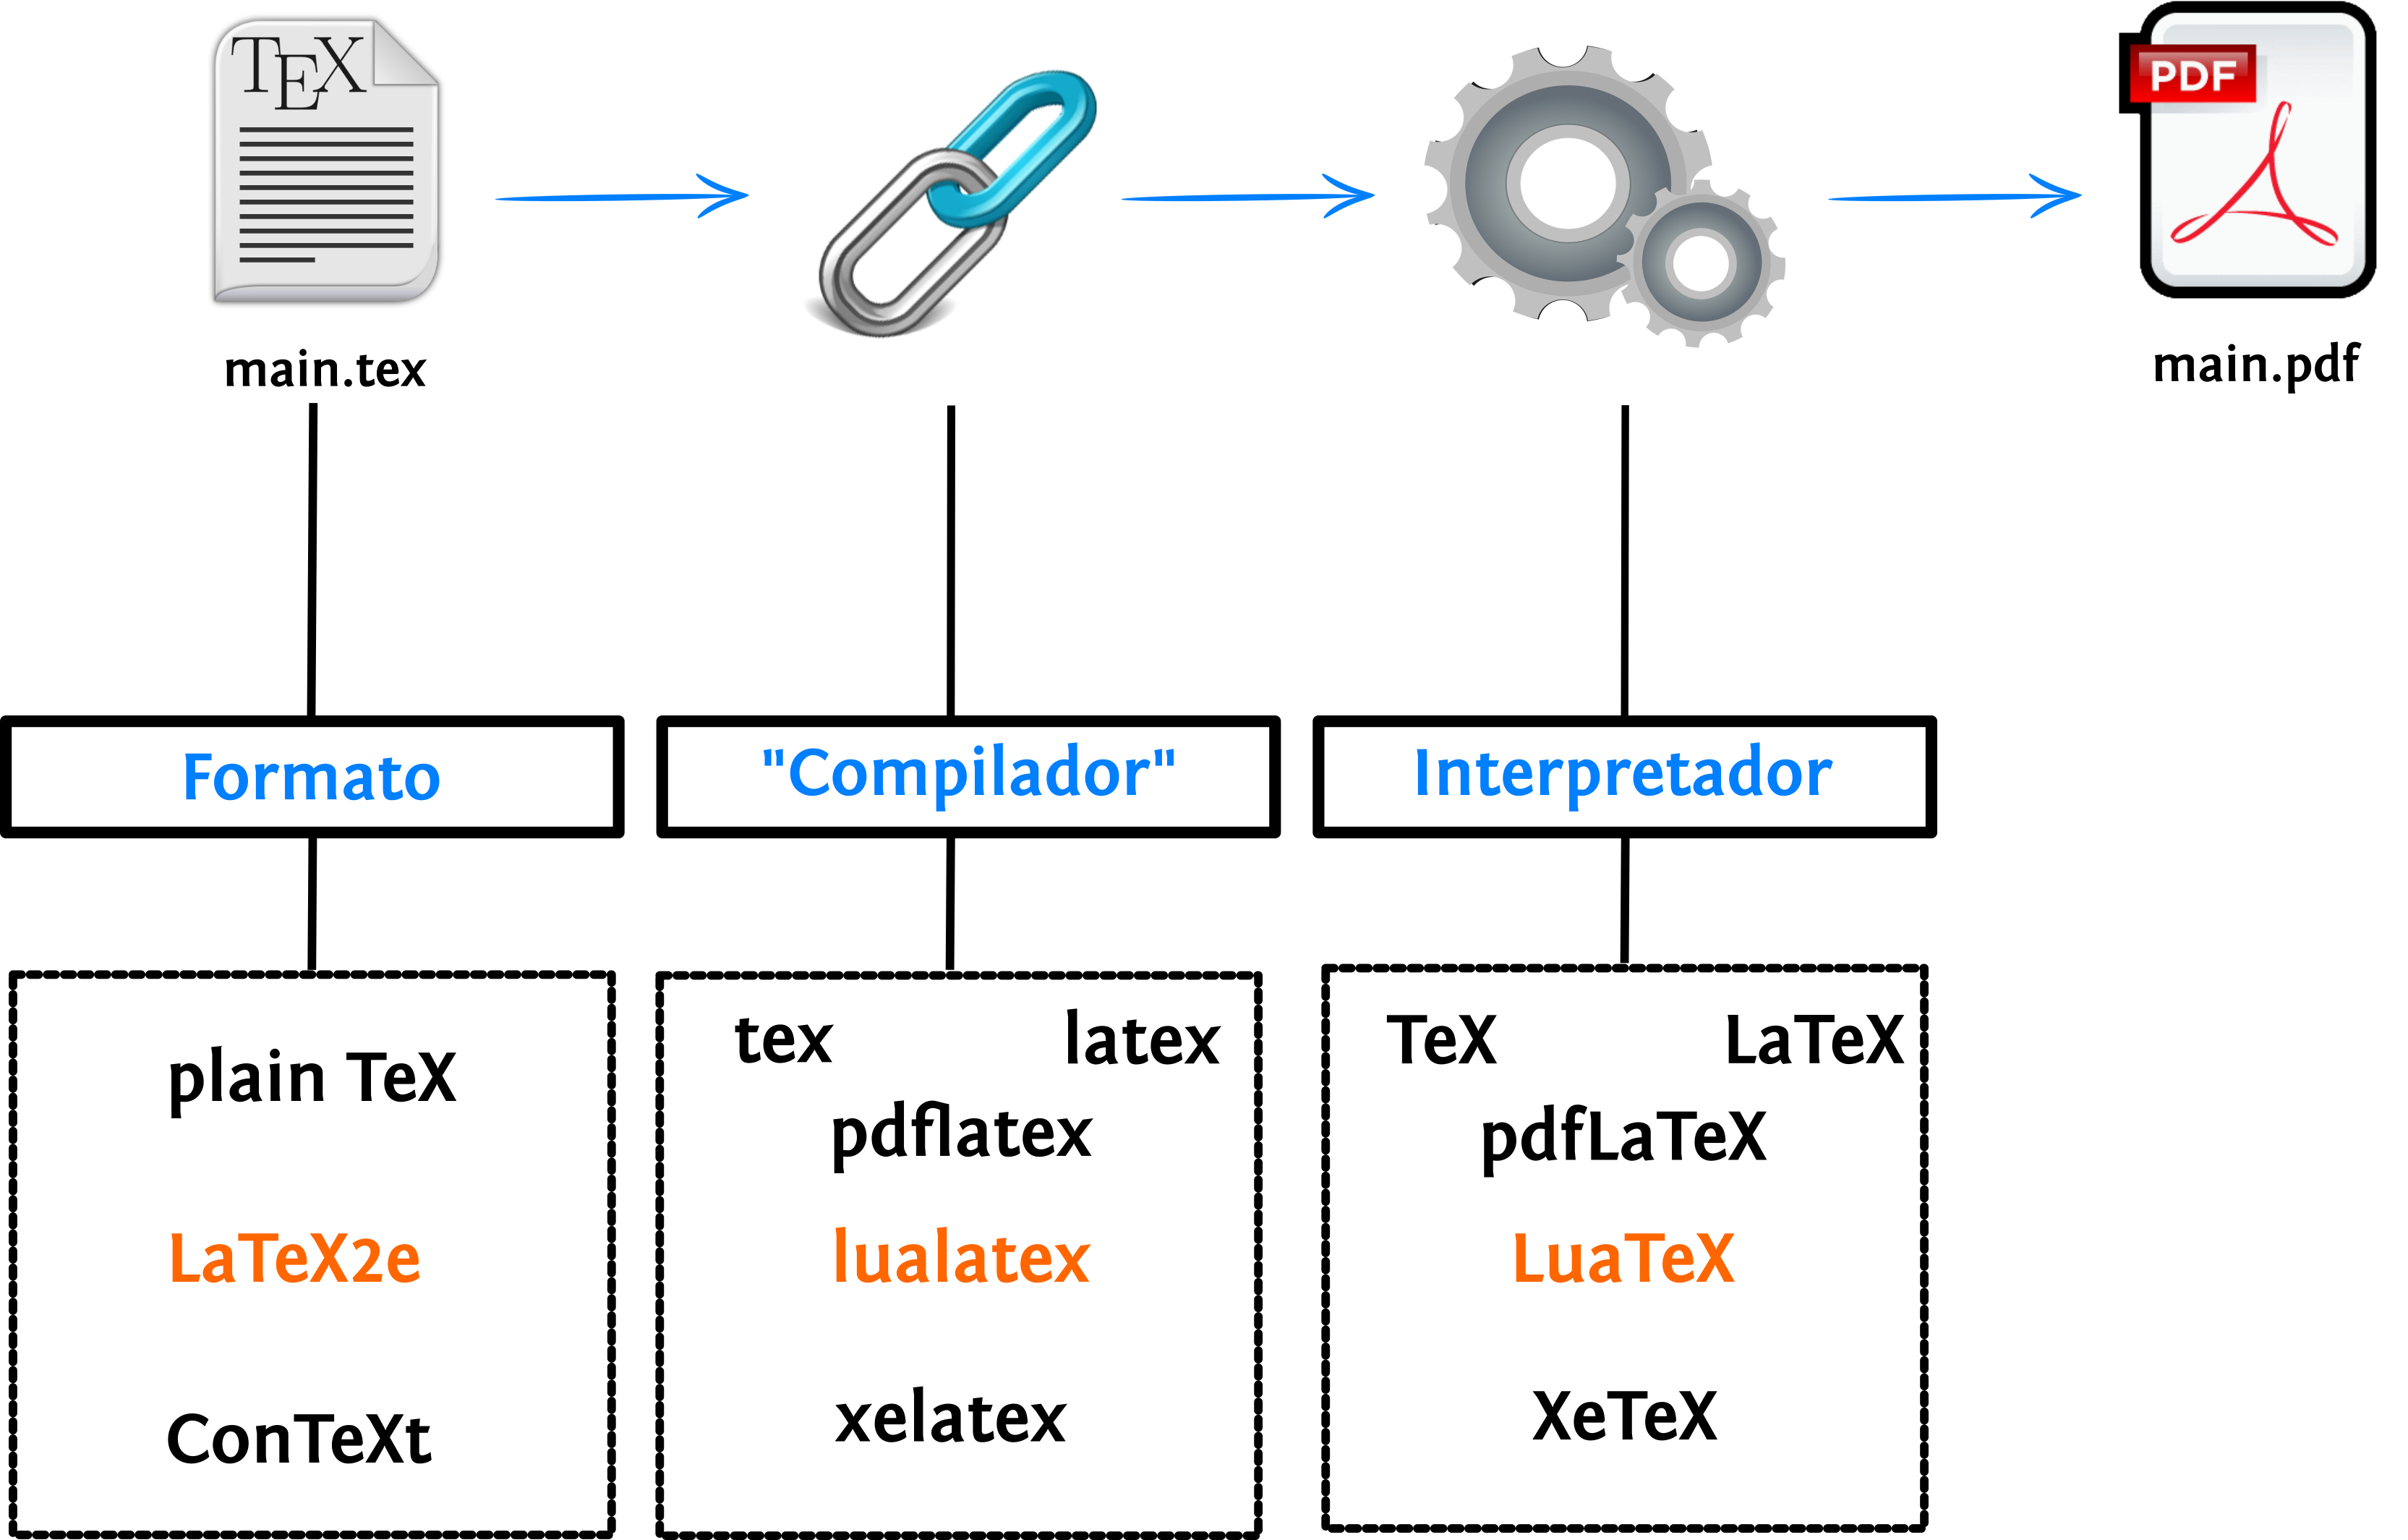 TEX
PDF
main.tex
main.pdf
Formato
"Compilador"
Interpretador
plain TeX
LaTeX2e
ConTeXt
tex latex
pdflatex
lualatex
xelatex
TeX LaTeX
pdfLaTeX
LuaTeX
XeTeX